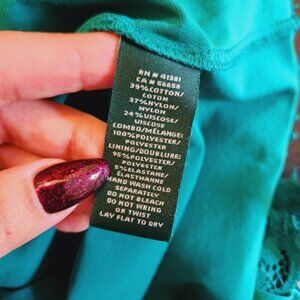 RN # 41381
CA # 56658
39%COTTON/
COTON
37%NYLON/
NYLON
24%VISCOSE/
VISCOSE
COMBO/MÉLANGE:
100%POLYESTER/
POLYESTER
LINING/DOUBLURE:
95%POLYESTER/
POLYESTER
5%ELASTANE/
ÉLASTHANNE
HAND WASH COLD
SEPARATELY
DO NOT BLEACH
DO NOT WRING
OR TWIST
LAY FLAT TO DRY